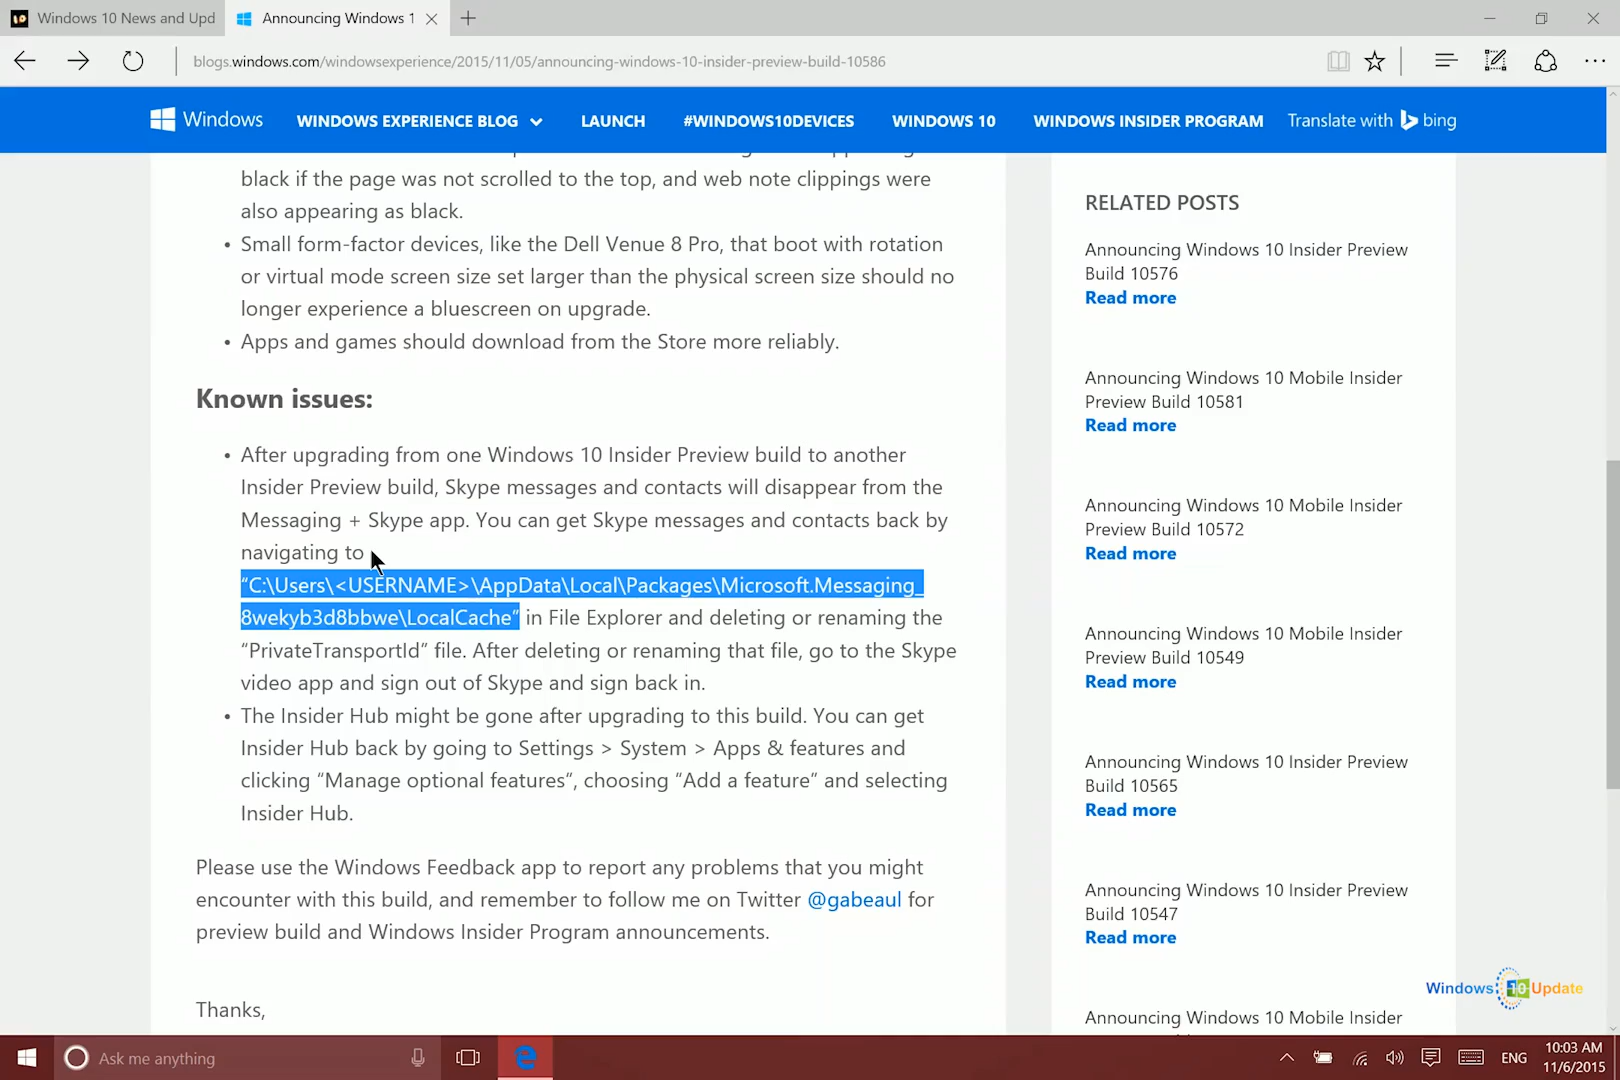 Windows 10 News and Upd
Announcing Windows 1
blogs.windows.com/windowsexperience/2015/11/05/announcing-windows-10-insider-preview-build-10586
Windows
WINDOWS EXPERIENCE BLOG
LAUNCH
#WINDOWS10DEVICES
WINDOWS 10
WINDOWS INSIDER PROGRAM
Translate with bing
black if the page was not scrolled to the top, and web note clippings were
also appearing as black.
• Small form-factor devices, like the Dell Venue 8 Pro, that boot with rotation
or virtual mode screen size set larger than the physical screen size should no
longer experience a bluescreen on upgrade.
• Apps and games should download from the Store more reliably.
Known issues:
• After upgrading from one Windows 10 Insider Preview build to another
Insider Preview build, Skype messages and contacts will disappear from the
Messaging + Skype app. You can get Skype messages and contacts back by
navigating to
“C:\Users\<USERNAME>\AppData\Local\Packages\Microsoft.Messaging_
8wekyb3d8bbwe\LocalCache” in File Explorer and deleting or renaming the
“PrivateTransportId” file. After deleting or renaming that file, go to the Skype
video app and sign out of Skype and sign back in.
• The Insider Hub might be gone after upgrading to this build. You can get
Insider Hub back by going to Settings > System > Apps & features and
clicking “Manage optional features”, choosing “Add a feature” and selecting
Insider Hub.
Please use the Windows Feedback app to report any problems that you might
encounter with this build, and remember to follow me on Twitter @gabeaul for
preview build and Windows Insider Program announcements.
Thanks,
RELATED POSTS
Announcing Windows 10 Insider Preview
Build 10576
Read more
Announcing Windows 10 Mobile Insider
Preview Build 10581
Read more
Announcing Windows 10 Mobile Insider
Preview Build 10572
Read more
Announcing Windows 10 Mobile Insider
Preview Build 10549
Read more
Announcing Windows 10 Insider Preview
Build 10565
Read more
Announcing Windows 10 Insider Preview
Build 10547
Read more
Windows 10 Update
Announcing Windows 10 Mobile Insider
Ask me anything
ENG
10:03 AM
11/6/2015